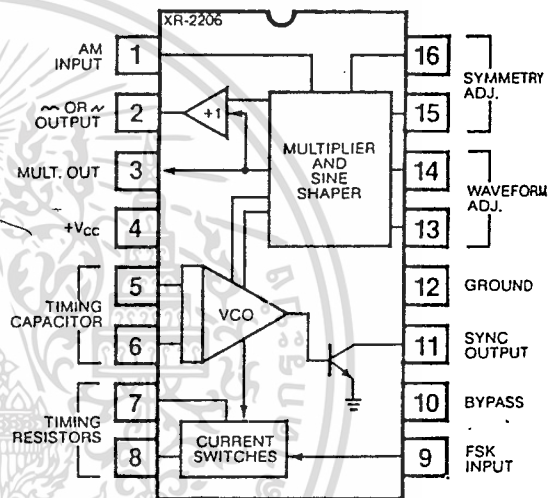 XR-2206
AM
INPUT
1
~ OR
OUTPUT
2
MULT. OUT
3
+Vcc
4
TIMING
CAPACITOR
5
6
TIMING
RESISTORS
7
8
+1
MULTIPLIER
AND
SINE
SHAPER
VCO
CURRENT
SWITCHES
16
15
SYMMETRY
ADJ.
14
13
WAVEFORM
ADJ.
12
GROUND
11
SYNC
OUTPUT
10
BYPASS
9
FSK
INPUT